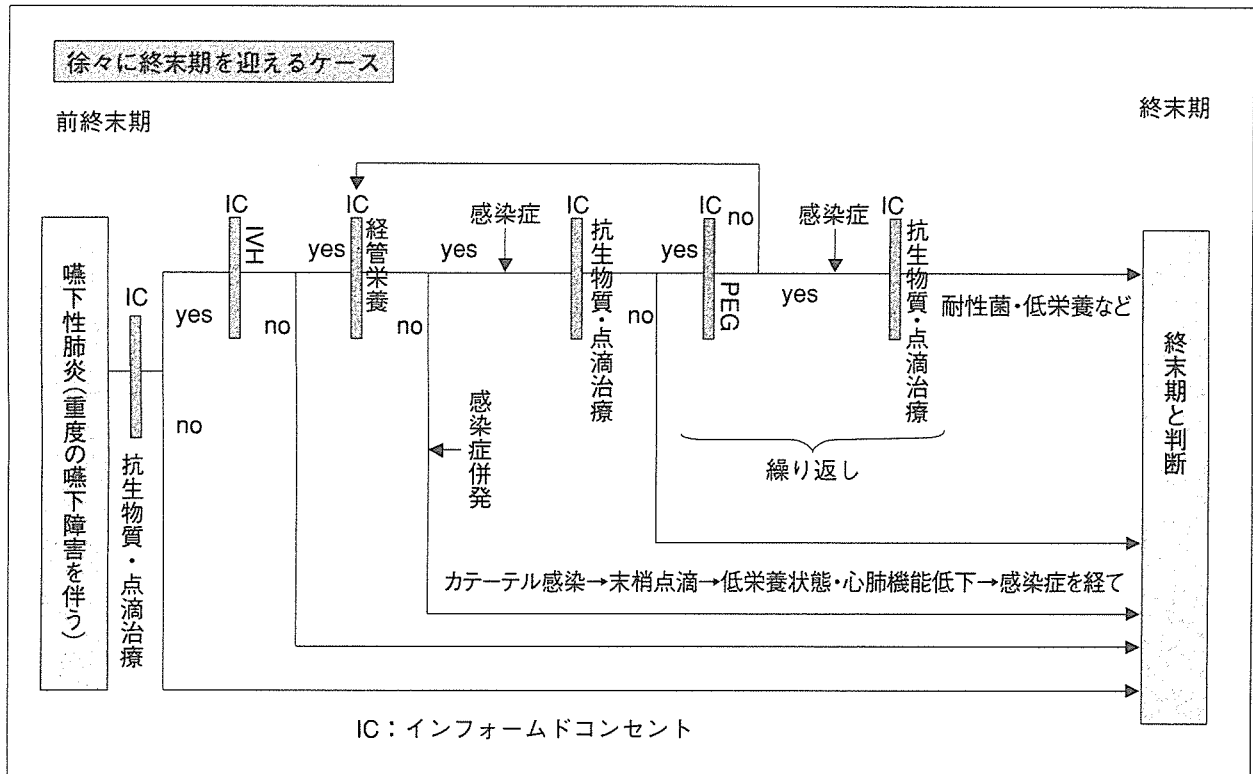 徐々に終末期を迎えるケース
前終末期
終末期
嚥下性肺炎(重度の嚥下障害を伴う)
IC
抗生物質・点滴治療
yes
no
IC
IVH
no
yes
IC
経管栄養
no
yes
感染症
感染症併発
IC
抗生物質・点滴治療
no
yes
IC
PEG
no
yes
感染症
IC
抗生物質・点滴治療
繰り返し
耐性菌・低栄養など
カテーテル感染→末梢点滴→低栄養状態・心肺機能低下→感染症を経て
終末期と判断
IC：インフォームドコンセント